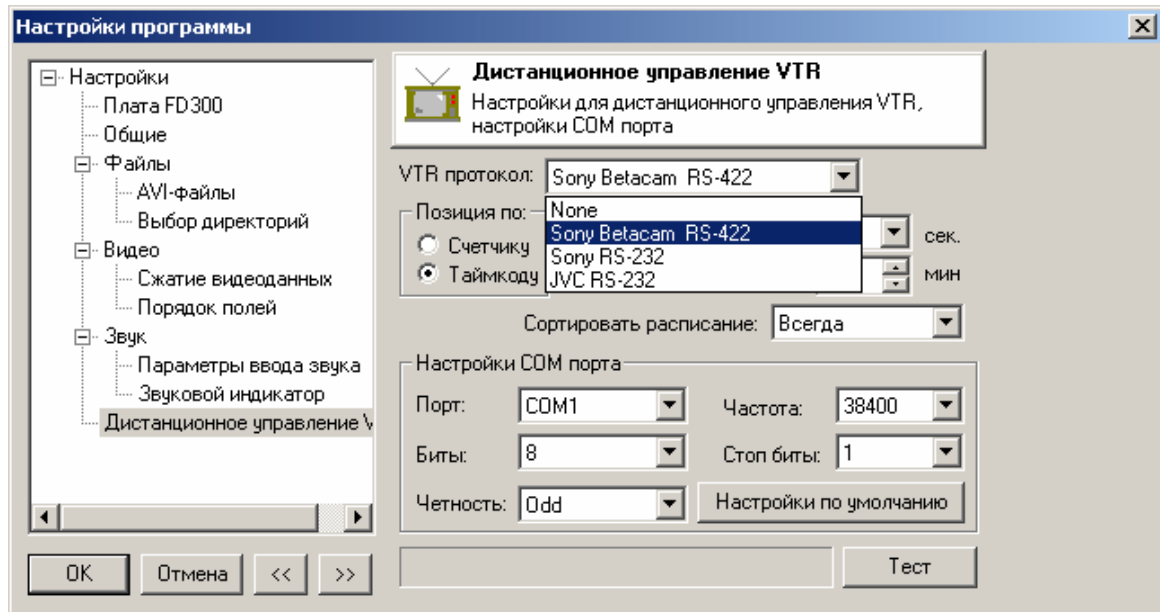 Настройки программы
Настройки
Плата FD300
Общие
Файлы
AVI-файлы
Выбор директорий
Видео
Сжатие видеоданных
Порядок полей
Звук
Параметры ввода звука
Звуковой индикатор
Дистанционное управление V
OK
Отмена
<<
>>
Дистанционное управление VTR
Настройки для дистанционного управления VTR,
настройки COM порта
VTR протокол: Sony Betacam RS-422
None
Sony Betacam RS-422
Sony RS-232
JVC RS-232
Позиция по:
Счетчику
Таймкоду
сек.
мин
Сортировать расписание: Всегда
Настройки COM порта
Порт: COM1 Частота: 38400
Биты: 8 Стоп биты: 1
Четность: Odd Настройки по умолчанию
Тест